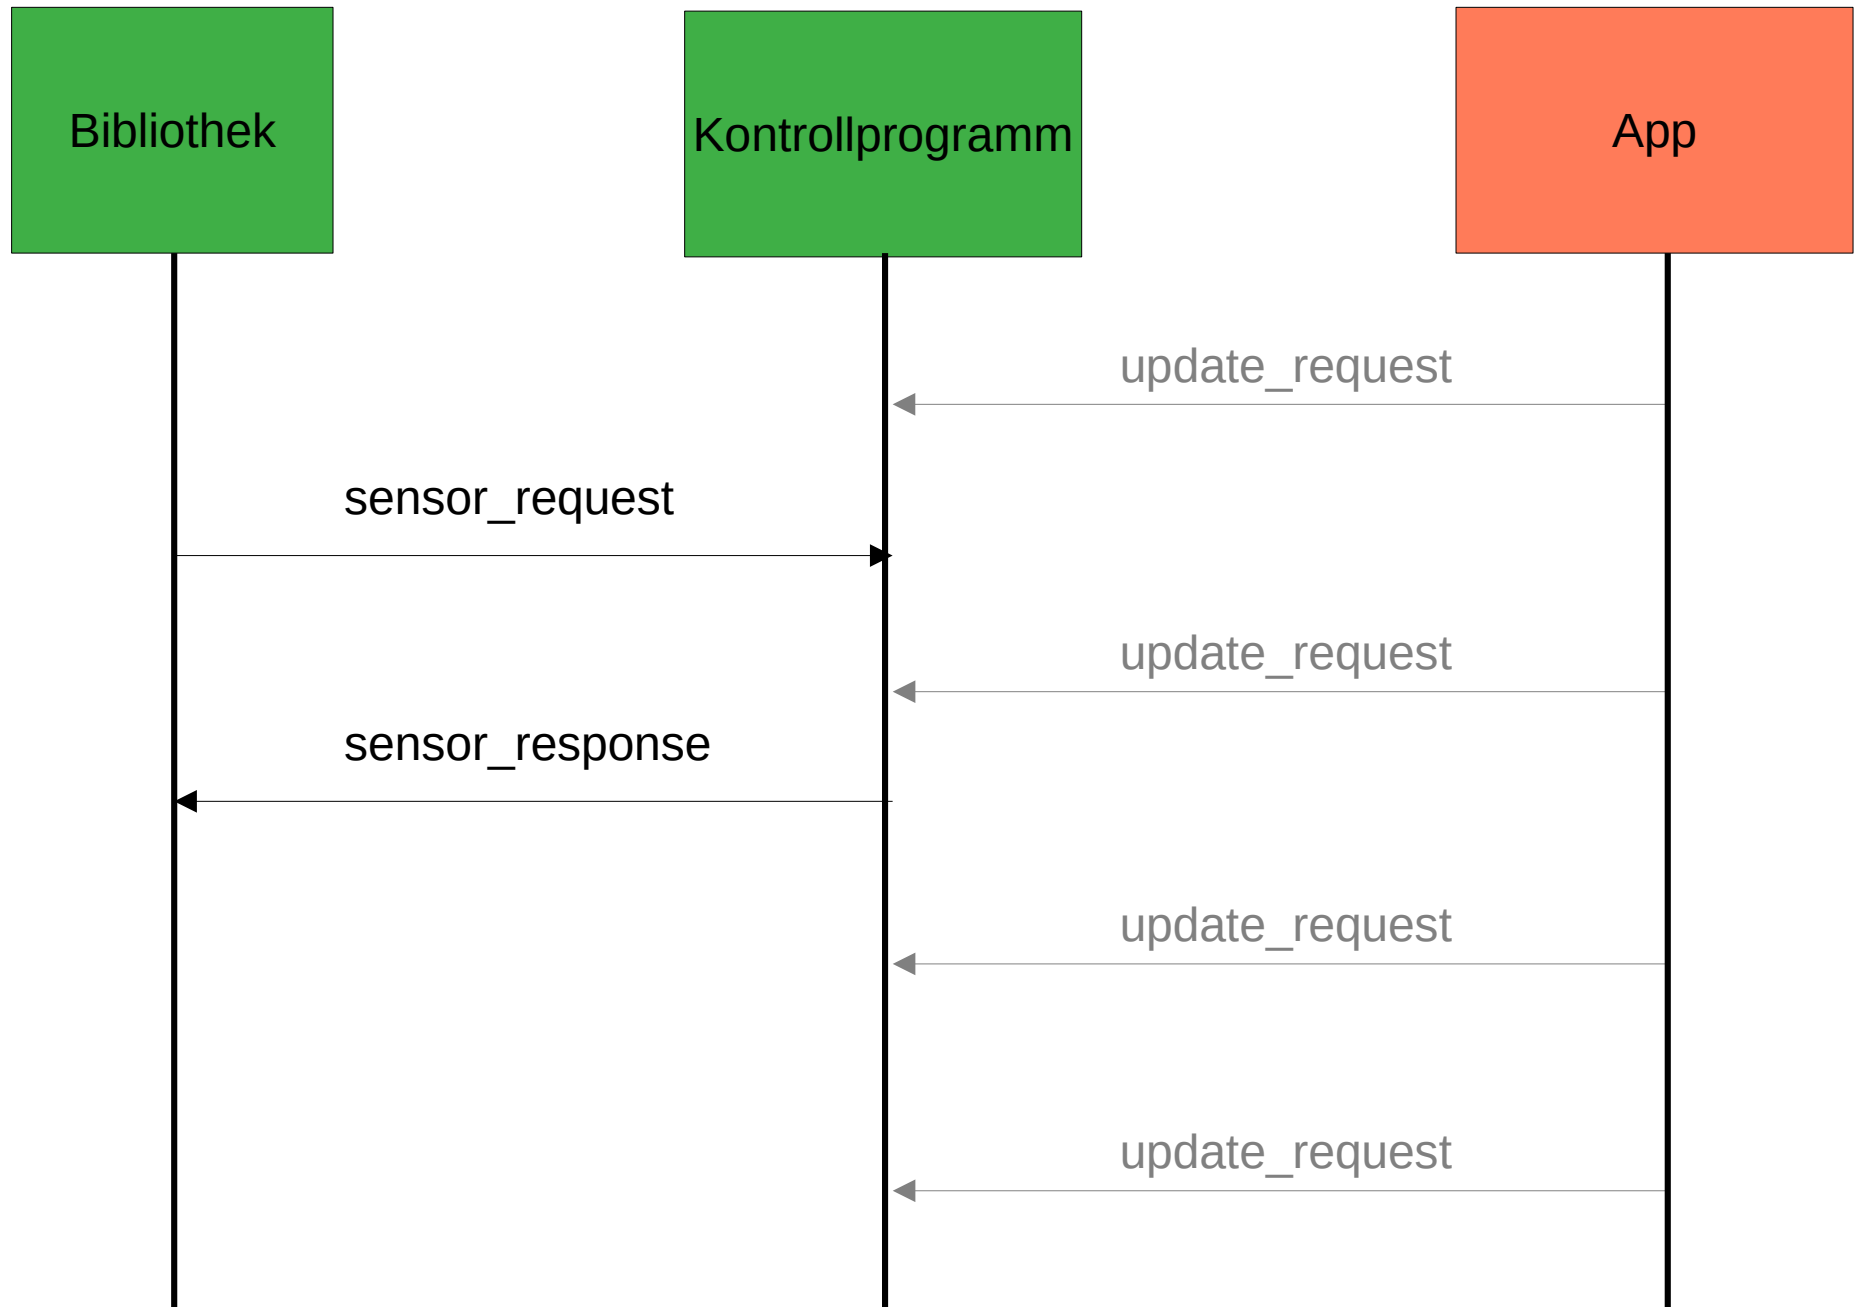 Bibliothek
Kontrollprogramm
App
update_request
sensor_request
update_request
sensor_response
update_request
update_request